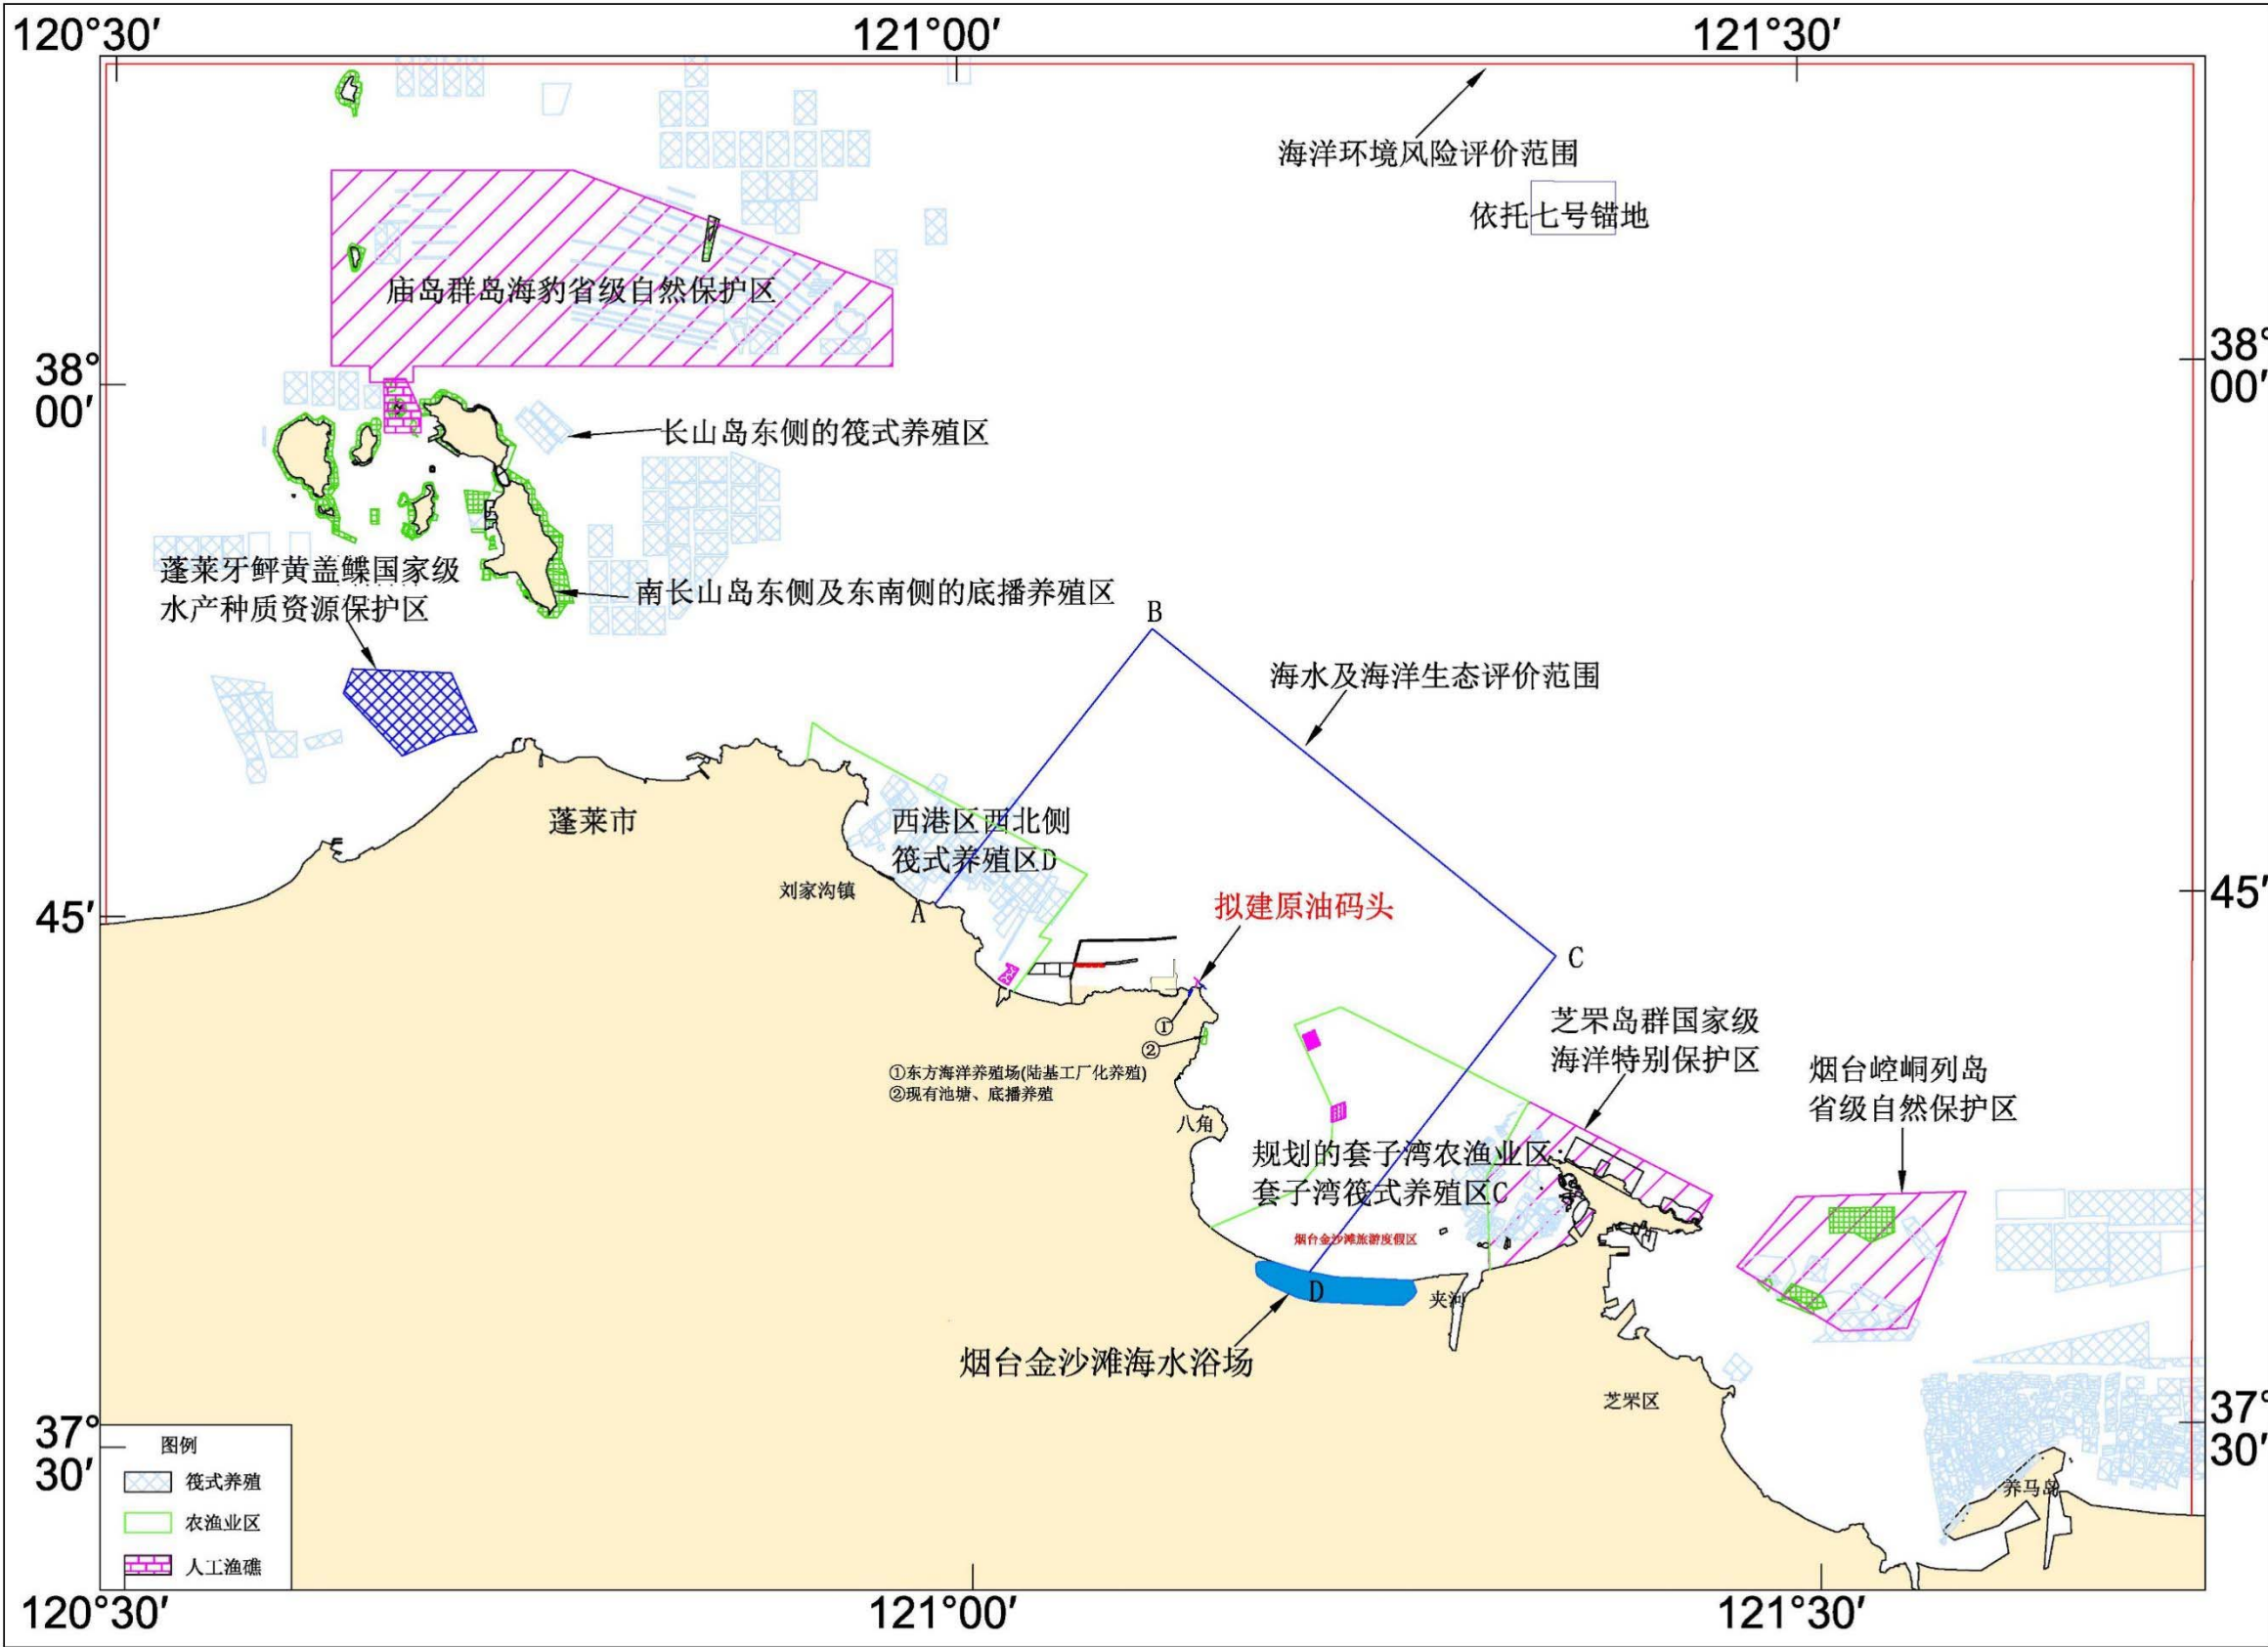 120°30′
121°00′
121°30′
海洋环境风险评价范围
依托七号锚地
庙岛群岛海豹省级自然保护区
38°
00′
38°
00′
长山岛东侧的筏式养殖区
蓬莱牙鲆黄盖鲽国家级
水产种质资源保护区
南长山岛东侧及东南侧的底播养殖区
B
海水及海洋生态评价范围
蓬莱市
西港区西北侧
筏式养殖区D
刘家沟镇
A
45′
45′
拟建原油码头
C
①
②
①东方海洋养殖场(陆基工厂化养殖)
②现有池塘、底播养殖
芝罘岛群国家级
海洋特别保护区
烟台崆峒列岛
省级自然保护区
八角
规划的套子湾农渔业区
套子湾筏式养殖区C
烟台金沙滩旅游度假区
D
夹河
烟台金沙滩海水浴场
芝罘区
37°
30′
37°
30′
养马岛
图例
筏式养殖
农渔业区
人工渔礁
120°30′
121°00′
121°30′